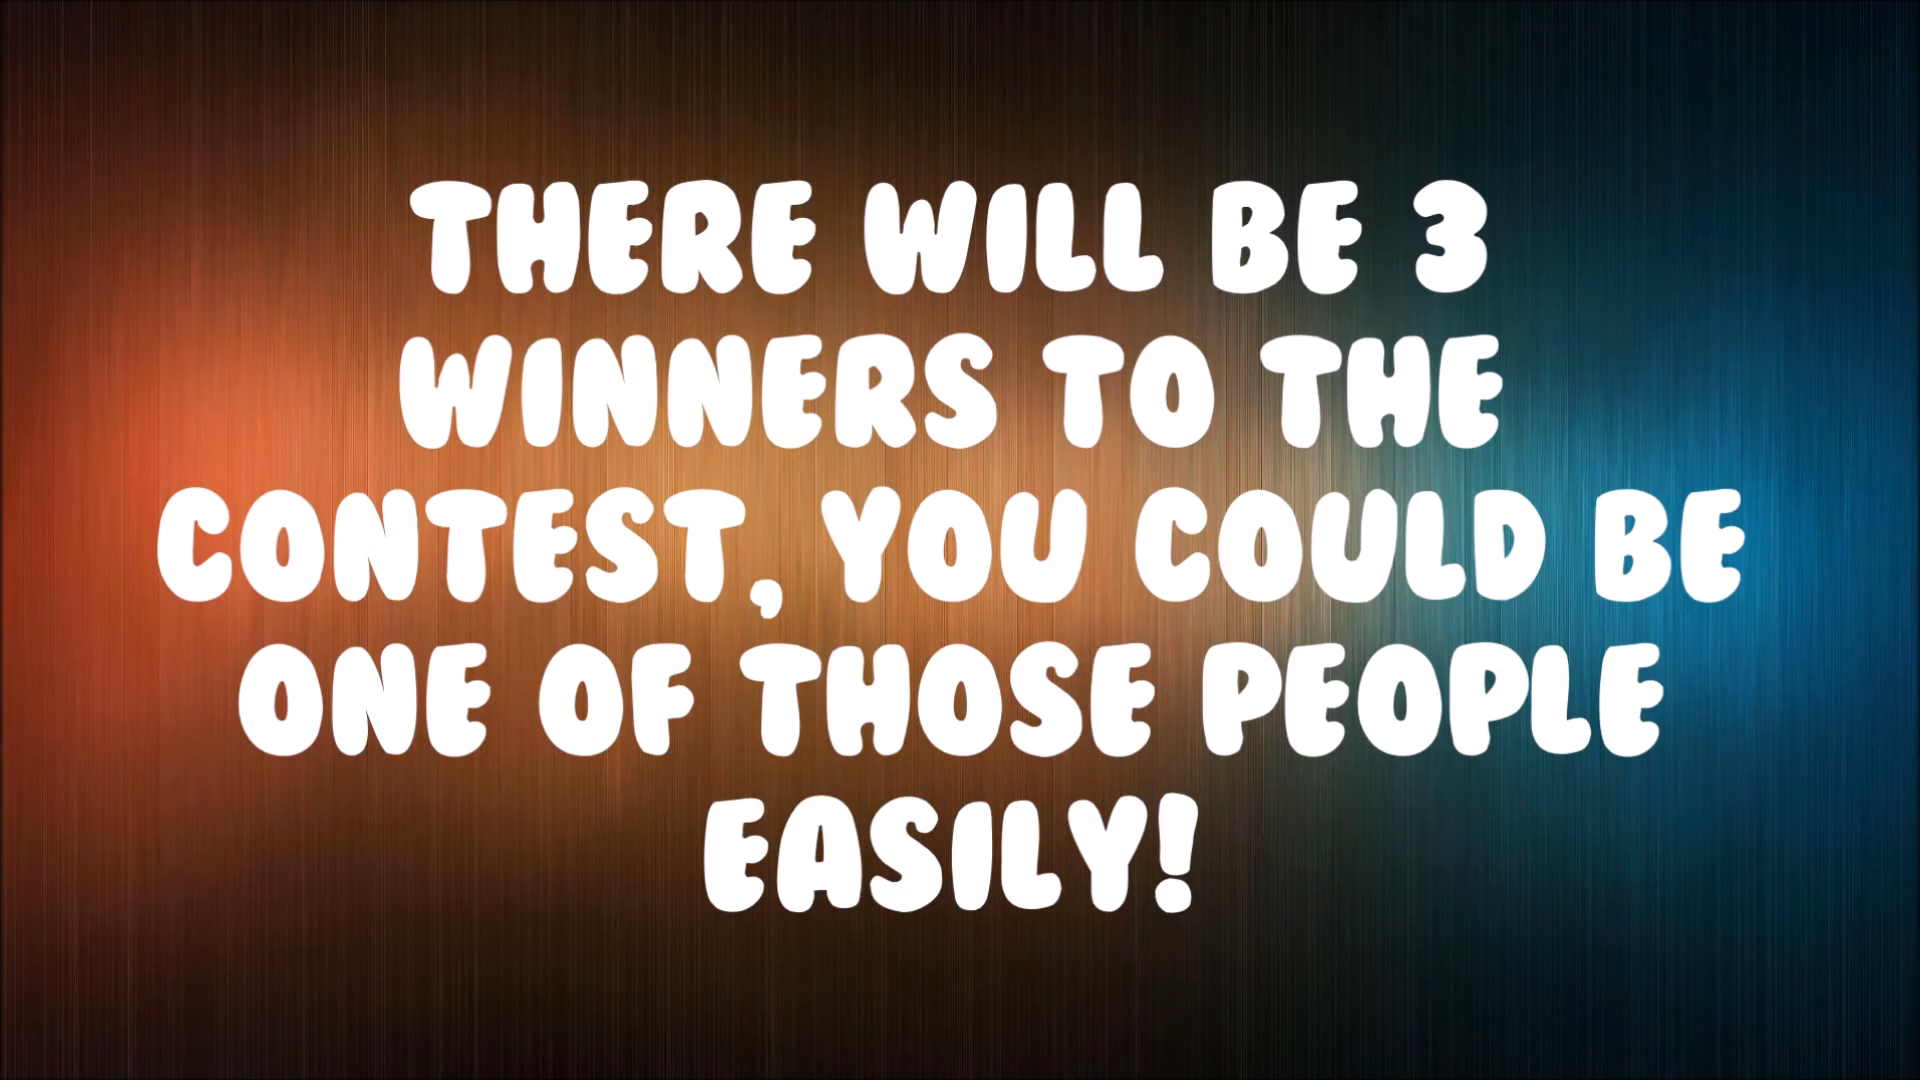 THERE WILL BE 3
WINNERS TO THE
CONTEST, YOU COULD BE
ONE OF THOSE PEOPLE
EASILY!